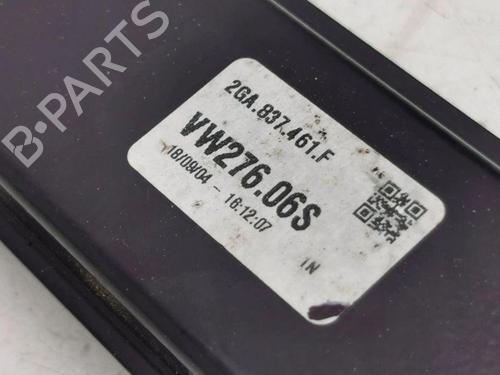 B-PARTS
2GA.837.461.F
VW276.06S
18/09/04 - 16:12:07
IN